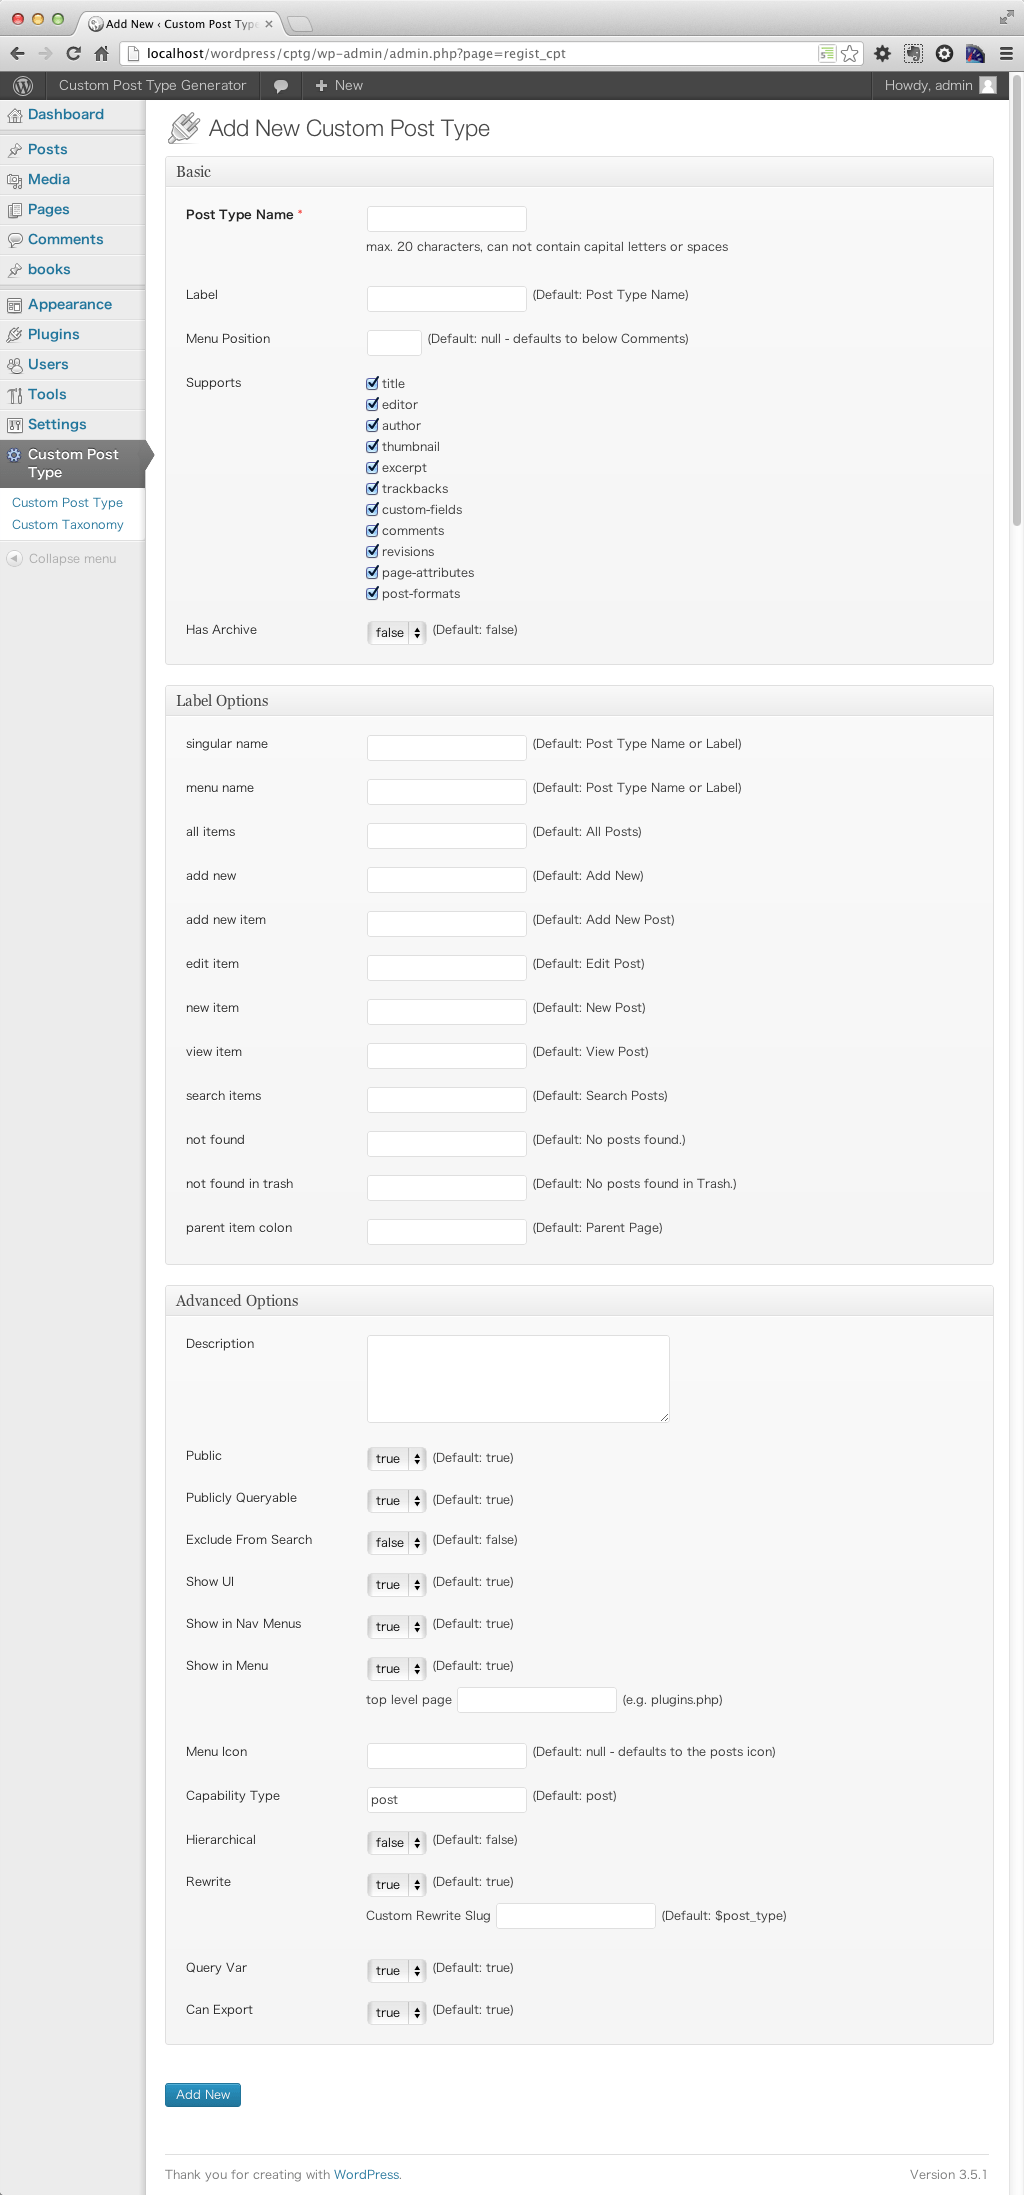 Add New ‹ Custom Post Type
localhost/wordpress/cptg/wp-admin/admin.php?page=regist_cpt
Custom Post Type Generator
New
Howdy, admin
Dashboard
Posts
Media
Pages
Comments
books
Appearance
Plugins
Users
Tools
Settings
Custom Post
Type
Custom Post Type
Custom Taxonomy
Collapse menu
Add New Custom Post Type
Basic
Post Type Name *
max. 20 characters, can not contain capital letters or spaces
Label (Default: Post Type Name)
Menu Position (Default: null - defaults to below Comments)
Supports title
editor
author
thumbnail
excerpt
trackbacks
custom-fields
comments
revisions
page-attributes
post-formats
Has Archive false (Default: false)
Label Options
singular name (Default: Post Type Name or Label)
menu name (Default: Post Type Name or Label)
all items (Default: All Posts)
add new (Default: Add New)
add new item (Default: Add New Post)
edit item (Default: Edit Post)
new item (Default: New Post)
view item (Default: View Post)
search items (Default: Search Posts)
not found (Default: No posts found.)
not found in trash (Default: No posts found in Trash.)
parent item colon (Default: Parent Page)
Advanced Options
Description
Public true (Default: true)
Publicly Queryable true (Default: true)
Exclude From Search false (Default: false)
Show UI true (Default: true)
Show in Nav Menus true (Default: true)
Show in Menu true (Default: true)
top level page (e.g. plugins.php)
Menu Icon (Default: null - defaults to the posts icon)
Capability Type post (Default: post)
Hierarchical false (Default: false)
Rewrite true (Default: true)
Custom Rewrite Slug (Default: $post_type)
Query Var true (Default: true)
Can Export true (Default: true)
Add New
Thank you for creating with WordPress.
Version 3.5.1